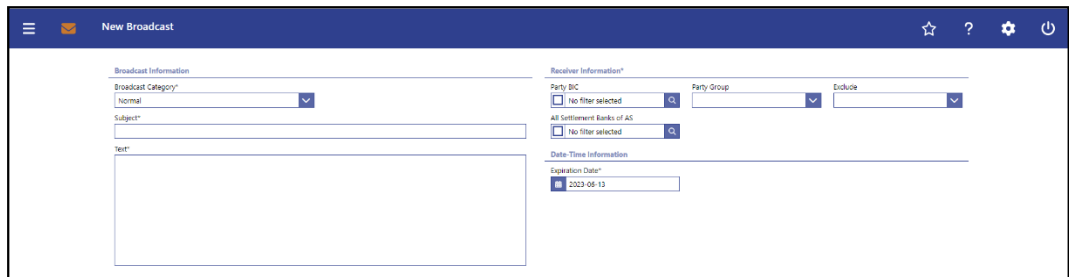 New Broadcast
?
Broadcast Information
Broadcast Category*
Normal
Subject*
Text*
Receiver Information*
Party BIC
Party Group
Exclude
No filter selected
All Settlement Banks of AS
No filter selected
Date-Time Information
Expiration Date*
2023-06-13